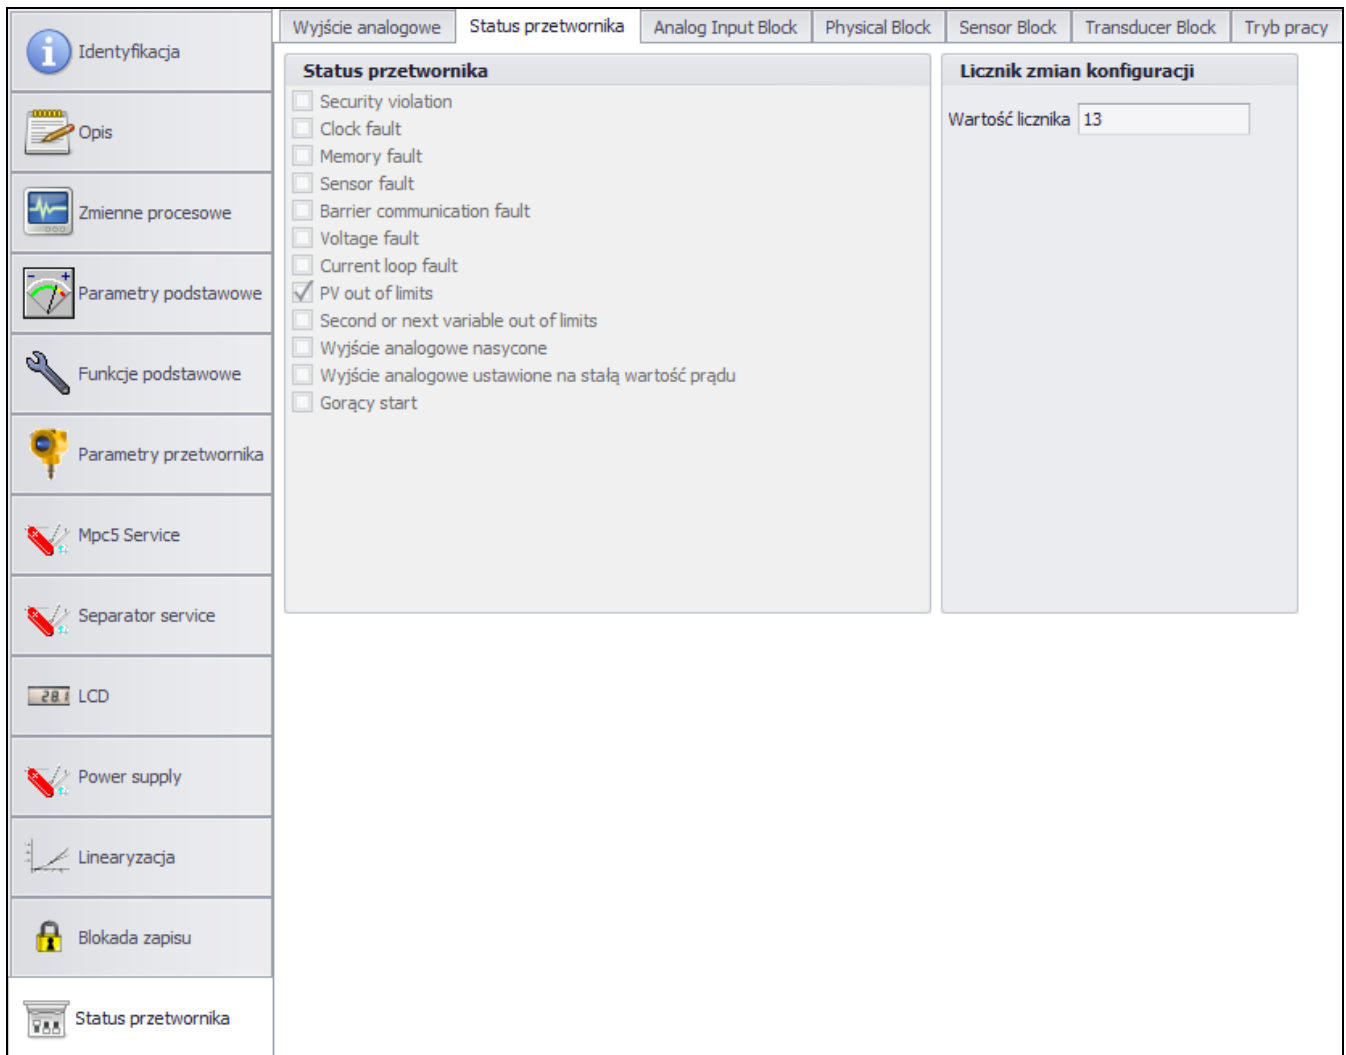 Identyfikacja
Opis
Zmienne procesowe
Parametry podstawowe
Funkcje podstawowe
Parametry przetwornika
Mpc5 Service
Separator service
28.1 LCD
Power supply
Linearyzacja
Blokada zapisu
Status przetwornika
Wyjście analogowe Status przetwornika Analog Input Block Physical Block Sensor Block Transducer Block Tryb pracy
Status przetwornika
Security violation
Clock fault
Memory fault
Sensor fault
Barrier communication fault
Voltage fault
Current loop fault
PV out of limits
Second or next variable out of limits
Wyjście analogowe nasycone
Wyjście analogowe ustawione na stałą wartość prądu
Gorący start
Licznik zmian konfiguracji
Wartość licznika 13